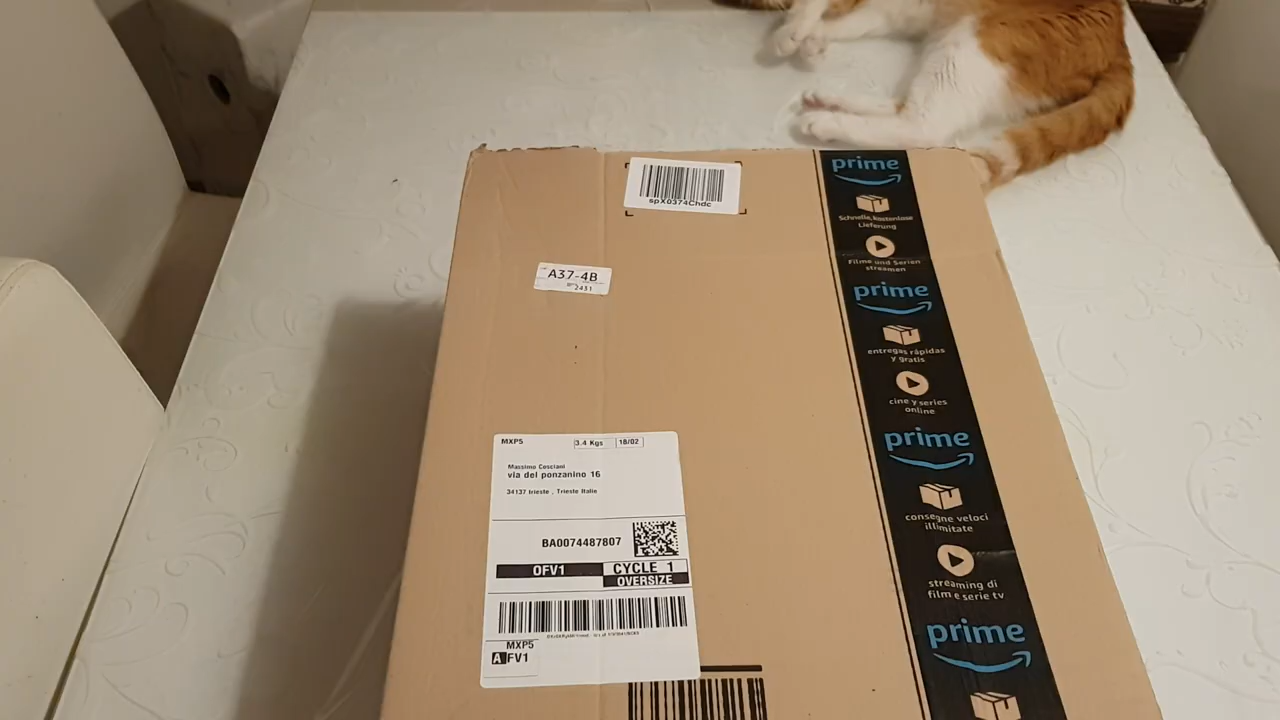 spX0374Chdc
A37-4B
2431
MXP5
3.4 Kgs
18/02
Massimo Cosciani
via del ponzanino 16
34137 trieste , Trieste Italie
BA0074487807
OFV1
CYCLE 1
OVERSIZE
MXP5
A FV1
prime
Schnelle, kostenlose
Lieferung
Filme und Serien
streamen
prime
entregas rápidas
y gratis
cine y series
online
prime
consegne veloci
illimitate
streaming di
film e serie tv
prime